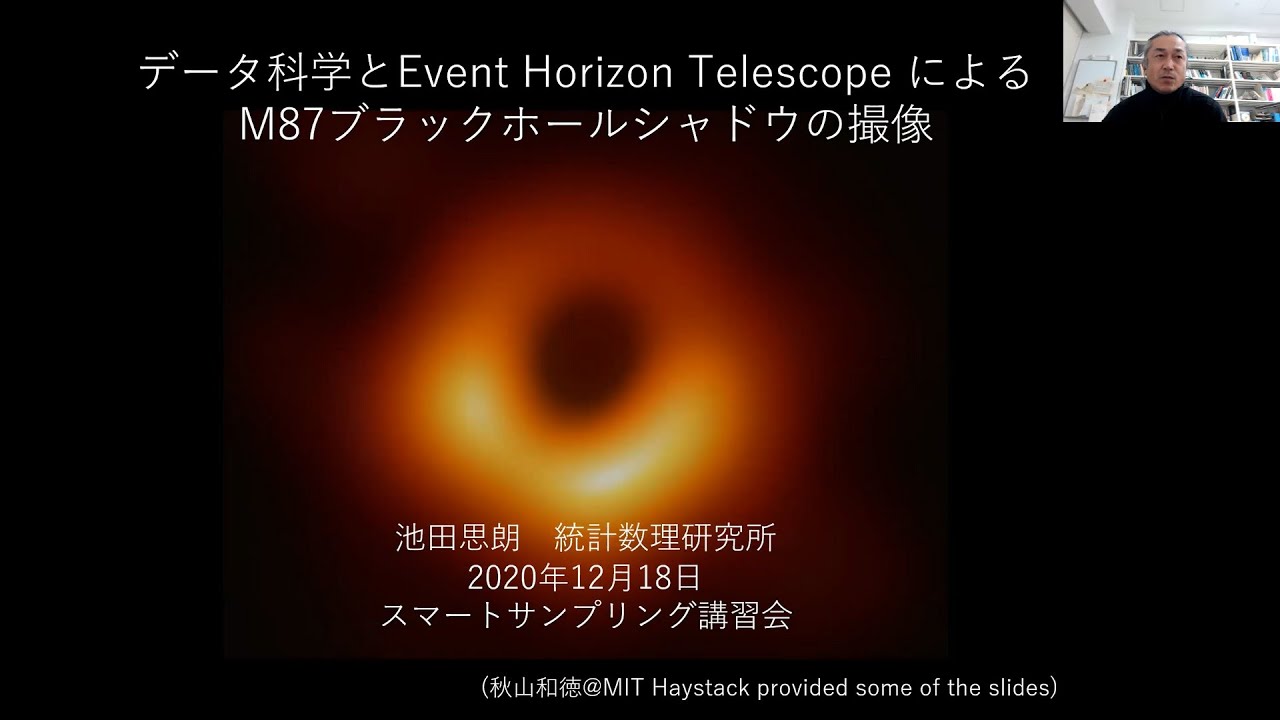 データ科学とEvent Horizon Telescope による
M87ブラックホールシャドウの撮像
池田思朗　統計数理研究所
2020年12月18日
スマートサンプリング講習会
(秋山和徳@MIT Haystack provided some of the slides)